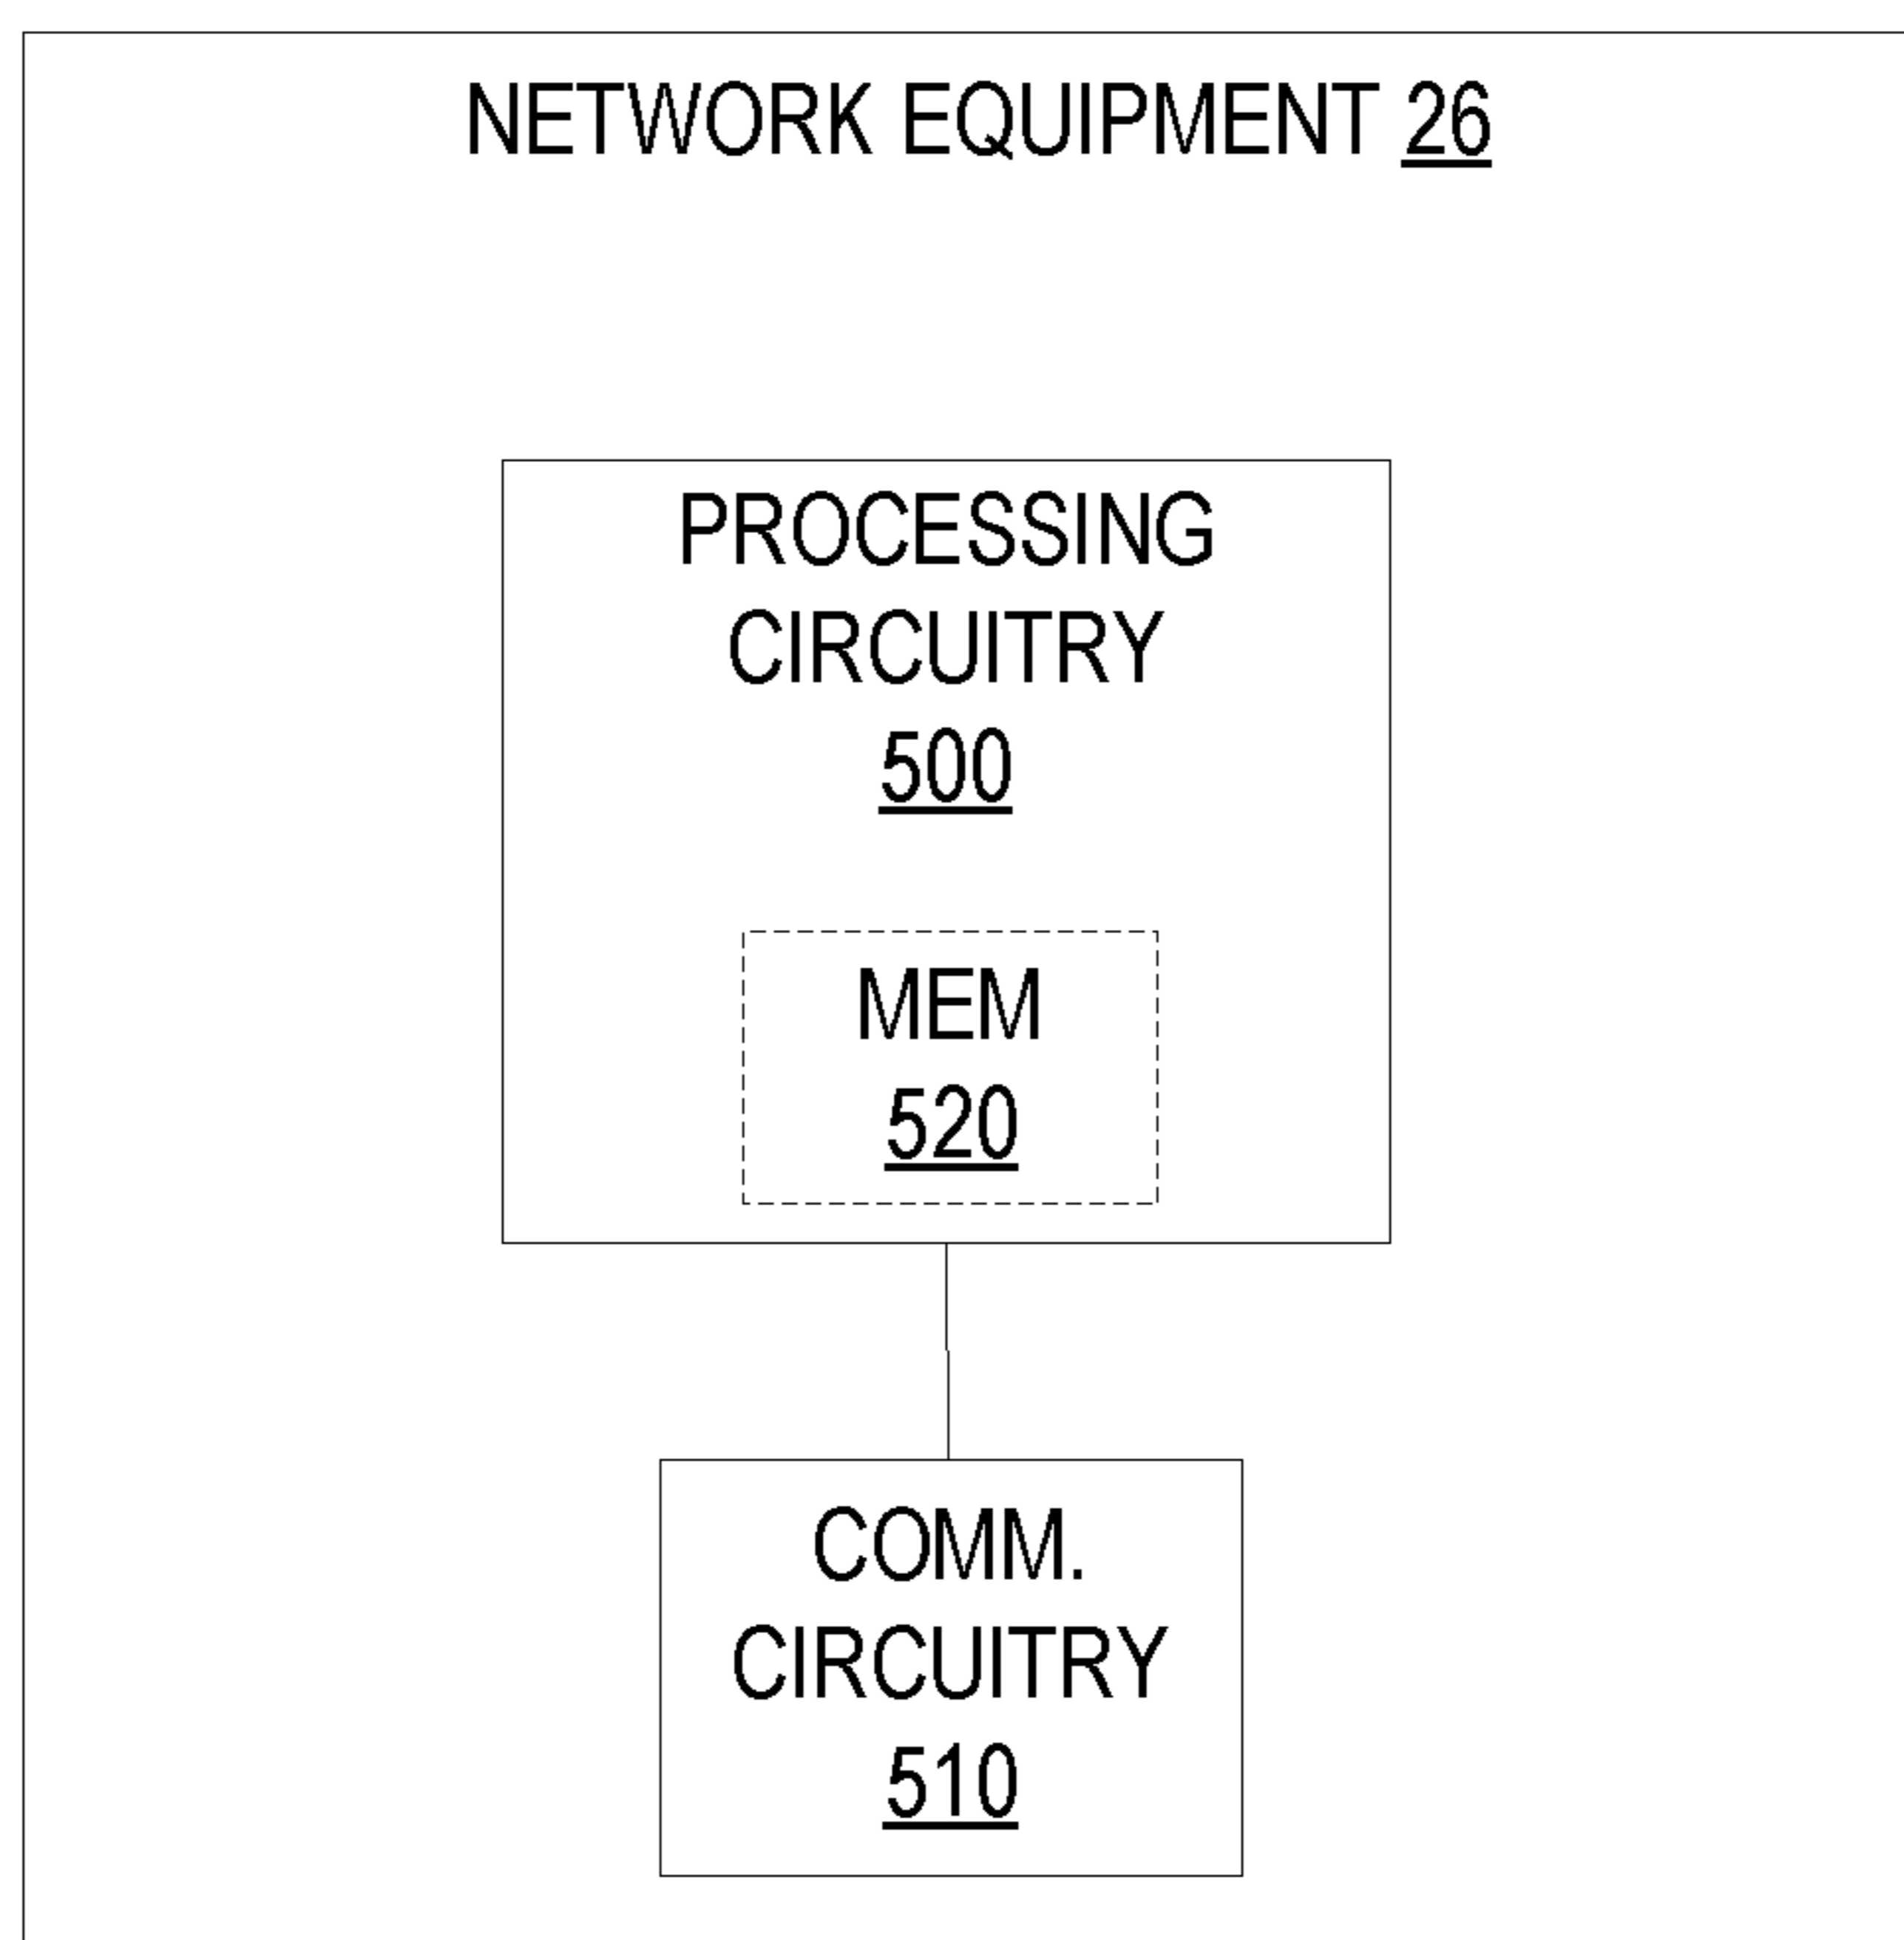 NETWORK EQUIPMENT 26
PROCESSING
CIRCUITRY
500
MEM
520
COMM.
CIRCUITRY
510